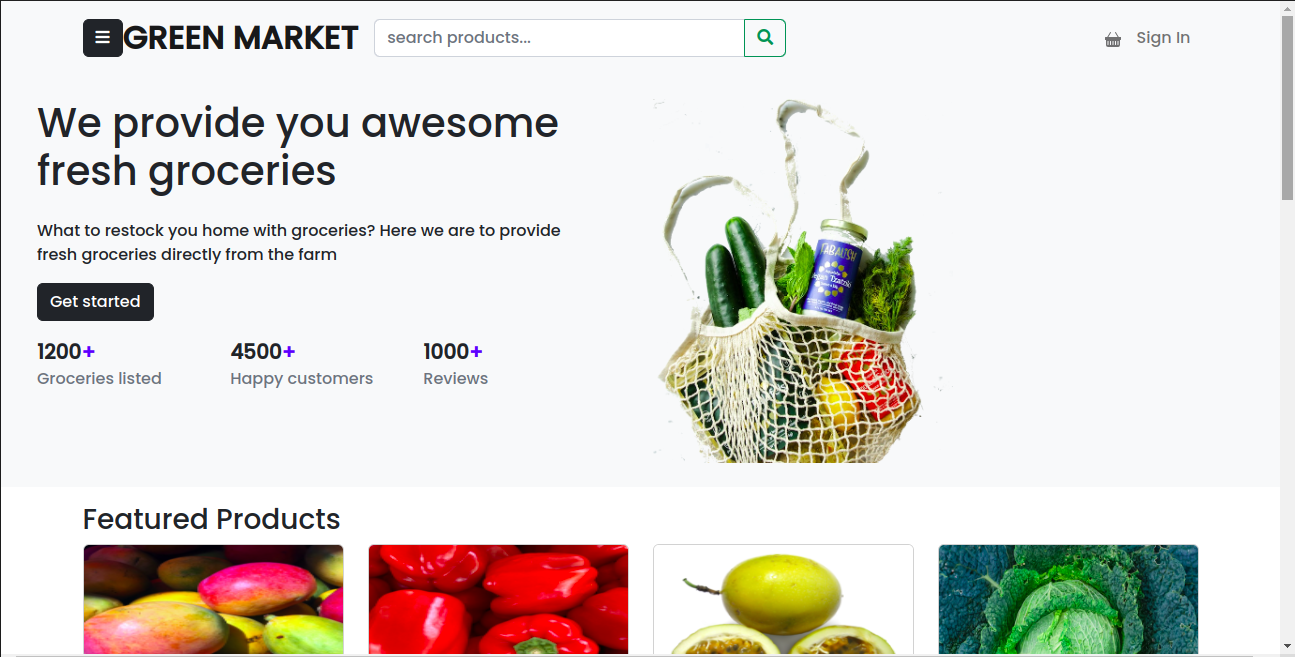 GREEN MARKET
search products...
Sign In
We provide you awesome
fresh groceries
What to restock you home with groceries? Here we are to provide
fresh groceries directly from the farm
Get started
1200+ 4500+ 1000+
Groceries listed Happy customers Reviews
Featured Products